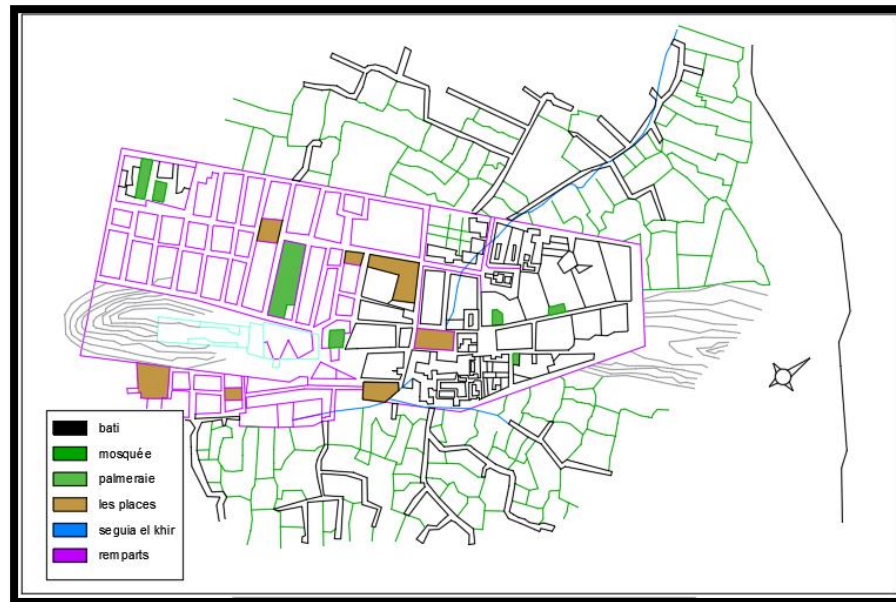 bati
mosquée
palmeraie
les places
seguia el khir
remparts